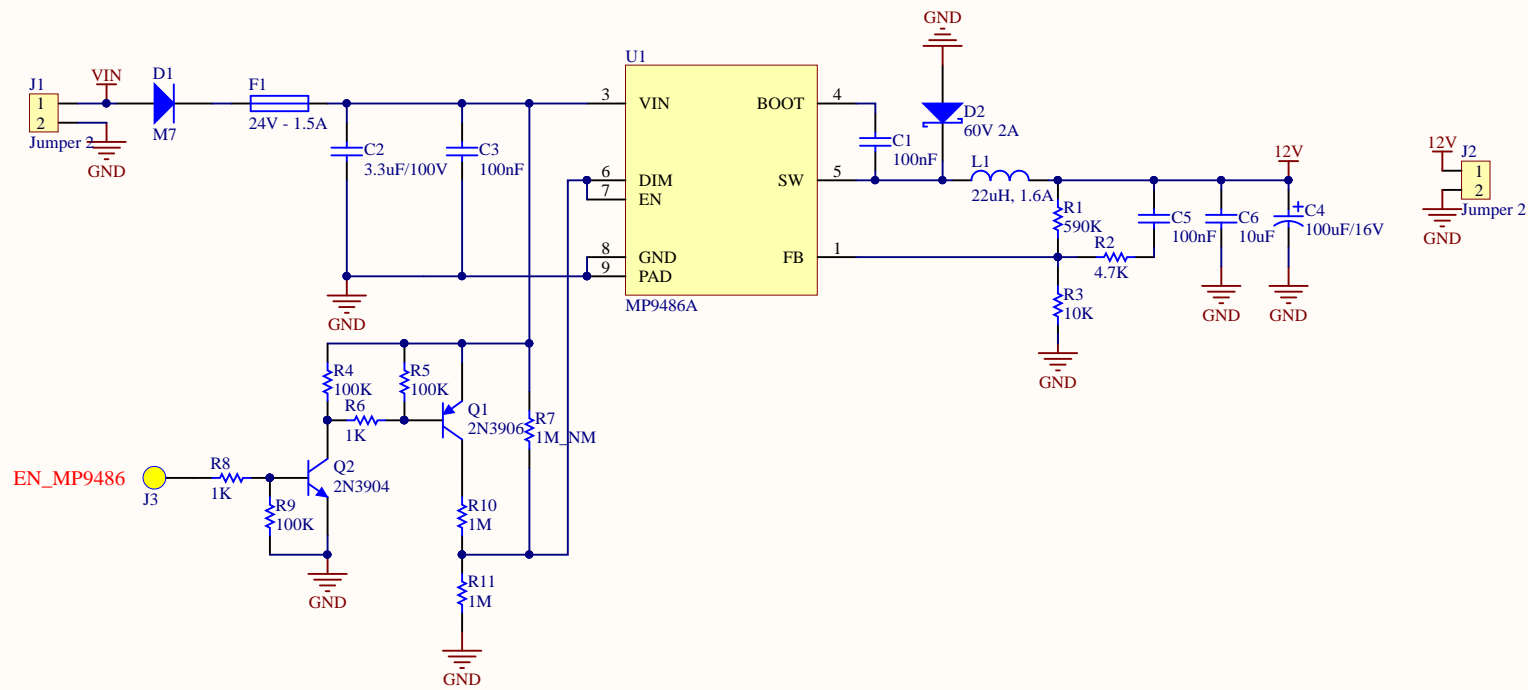 GND
U1
J1
VIN
D1
F1
1
2
Jumper 2
GND
M7
24V - 1.5A
3
VIN
BOOT
4
D2
60V 2A
C1
100nF
C2
3.3uF/100V
C3
100nF
6
DIM
7
EN
SW
5
L1
22uH, 1.6A
12V
12V
J2
1
2
Jumper 2
GND
R1
590K
C5
100nF
C6
10uF
C4
100uF/16V
R2
4.7K
8
GND
9
PAD
FB
1
MP9486A
R3
10K
GND
GND
GND
GND
R4
100K
R5
100K
R6
1K
Q1
2N3906
R7
1M_NM
EN_MP9486
J3
R8
1K
Q2
2N3904
R9
100K
R10
1M
R11
1M
GND
GND